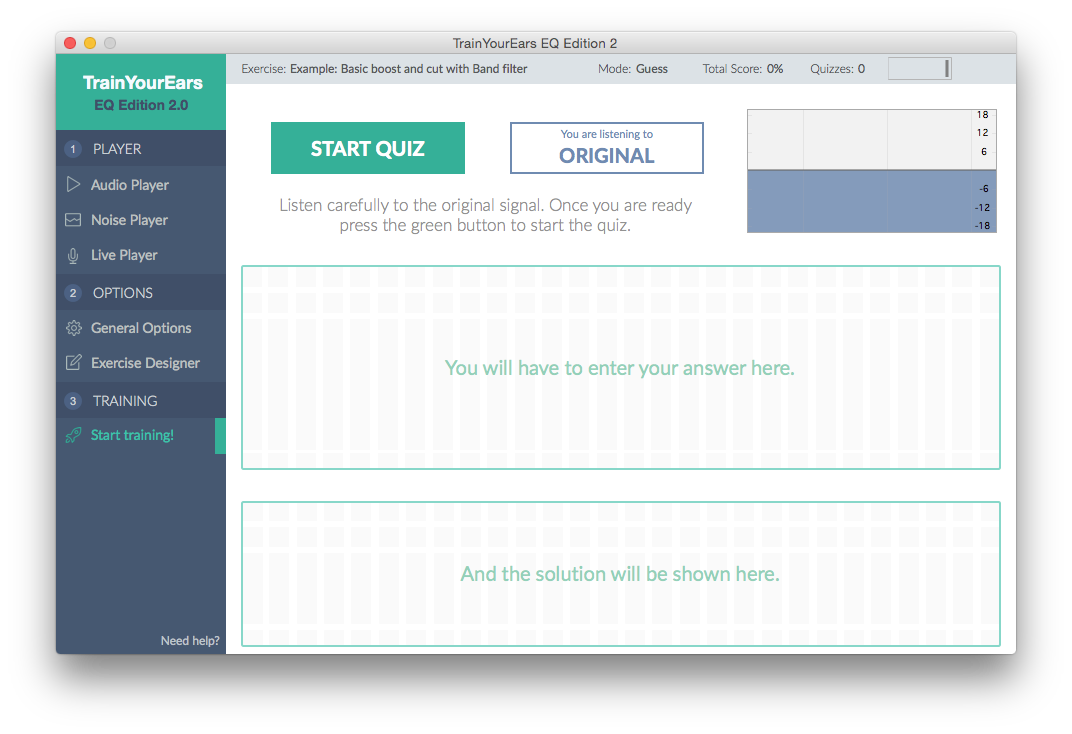 TrainYourEars EQ Edition 2
TrainYourEars
EQ Edition 2.0
1 PLAYER
Audio Player
Noise Player
Live Player
2 OPTIONS
General Options
Exercise Designer
3 TRAINING
Start training!
Need help?
Exercise: Example: Basic boost and cut with Band filter Mode: Guess Total Score: 0% Quizzes: 0
START QUIZ
You are listening to
ORIGINAL
Listen carefully to the original signal. Once you are ready
press the green button to start the quiz.
18
12
6
-6
-12
-18
You will have to enter your answer here.
And the solution will be shown here.